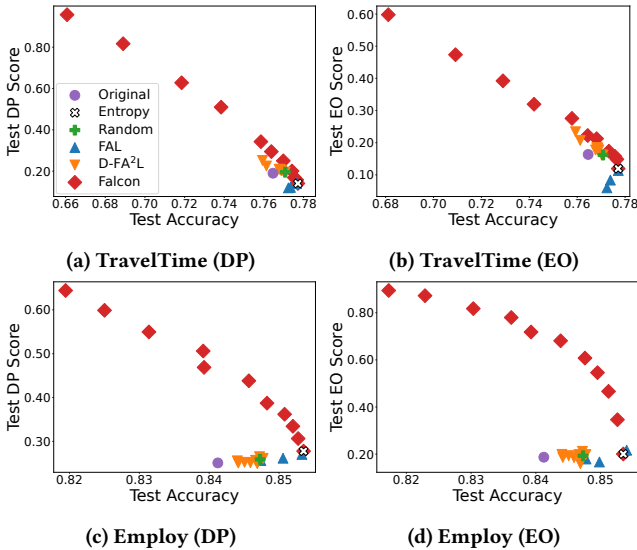 Test DP Score
0.80
0.60
0.40
0.20
Original
Entropy
Random
FAL
D-FA²L
Falcon
0.66 0.68 0.70 0.72 0.74 0.76 0.78
Test Accuracy
(a) TravelTime (DP)
Test EO Score
0.60
0.50
0.40
0.30
0.20
0.10
0.68 0.70 0.72 0.74 0.76 0.78
Test Accuracy
(b) TravelTime (EO)
Test DP Score
0.60
0.50
0.40
0.30
0.82 0.83 0.84 0.85
Test Accuracy
(c) Employ (DP)
Test EO Score
0.80
0.60
0.40
0.20
0.82 0.83 0.84 0.85
Test Accuracy
(d) Employ (EO)